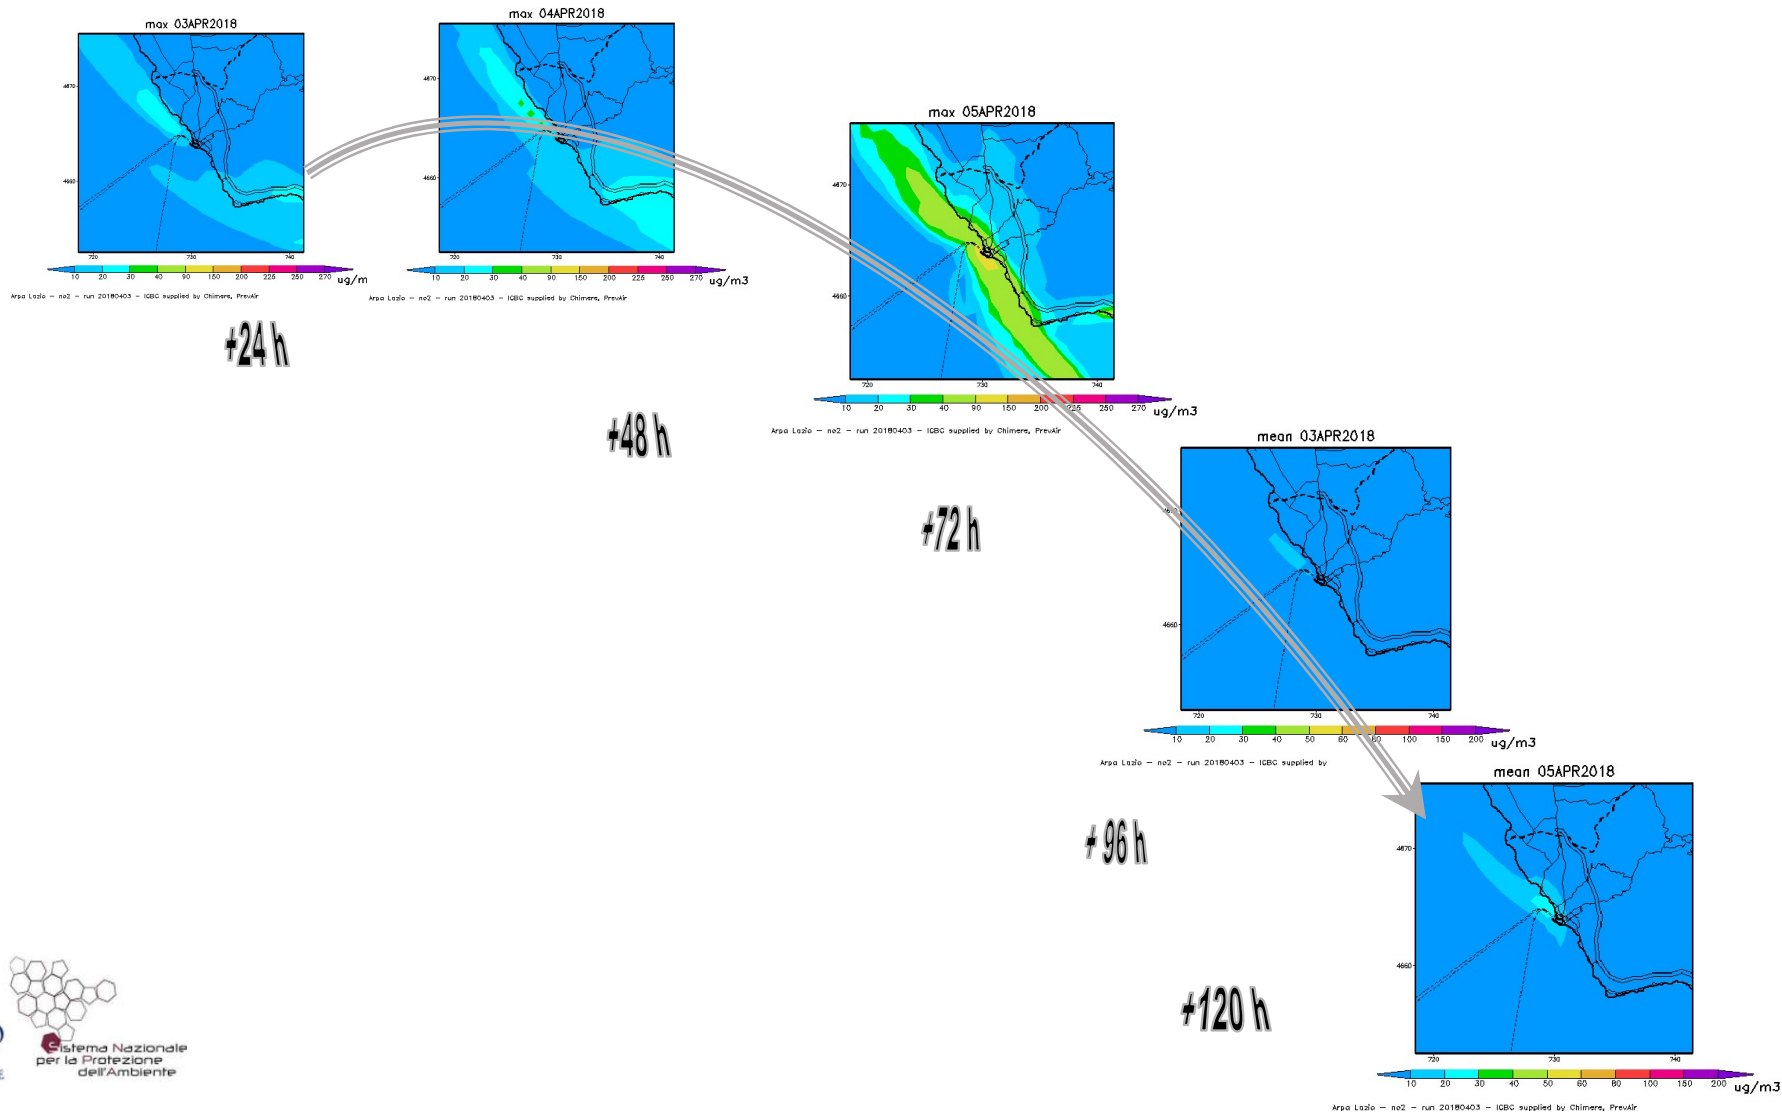 max 03APR2018
4670
4660
720
730
740
10 20 30 40 90 150 200 225 250 270
ug/m
Arpa Lazio – no2 – run 20180403 – IGBC supplied by Chimere, PrevAir
+24 h
max 04APR2018
4670
4660
720
730
740
10 20 30 40 90 150 200 225 250 270
ug/m3
Arpa Lazio – no2 – run 20180403 – IGBC supplied by Chimere, PrevAir
+48 h
max 05APR2018
4670
4660
720
730
740
10 20 30 40 90 150 200 225 250 270
ug/m3
Arpa Lazio – no2 – run 20180403 – IGBC supplied by Chimere, PrevAir
+72 h
mean 03APR2018
4660
720
730
740
10 20 30 40 50 60 80 100 150 200
ug/m3
Arpa Lazio – no2 – run 20180403 – IGBC supplied by
+ 96 h
mean 05APR2018
4670
4660
720
730
740
10 20 30 40 50 60 80 100 150 200
ug/m3
Arpa Lazio – no2 – run 20180403 – IGBC supplied by Chimere, PrevAir
+120 h
Sistema Nazionale
per la Protezione
dell'Ambiente